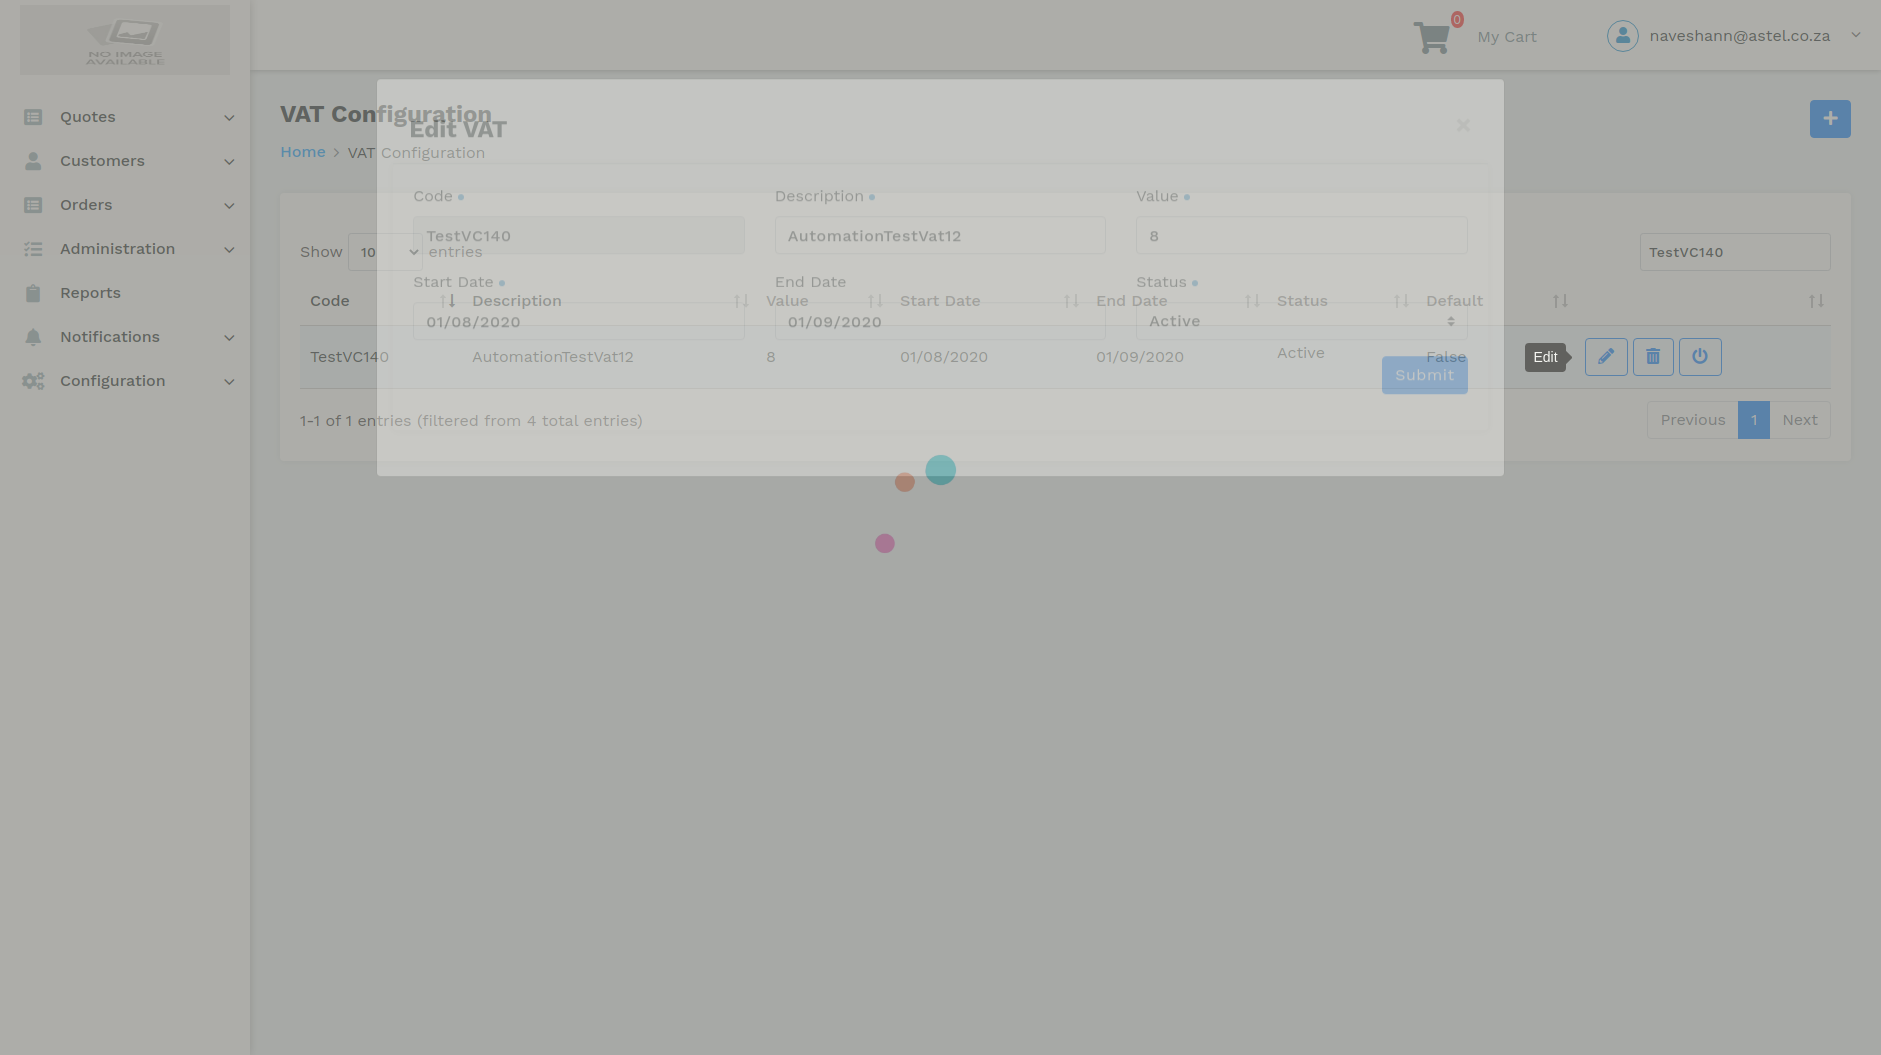 NO IMAGE
AVAILABLE
0
My Cart
naveshann@astel.co.za
Quotes
Customers
Orders
Administration
Reports
Notifications
Configuration
VAT Configuration
Home > VAT Configuration
Edit VAT
×
Code
Description
Value
TestVC140
AutomationTestVat12
8
Start Date
End Date
Status
01/08/2020
01/09/2020
Active
Submit
Show 10 entries
TestVC140
Code Description Value Start Date End Date Status Default
TestVC140 AutomationTestVat12 8 01/08/2020 01/09/2020 Active False
Edit
1-1 of 1 entries (filtered from 4 total entries)
Previous 1 Next